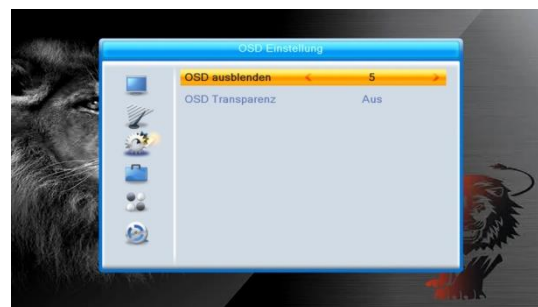 OSD Einstellung
OSD ausblenden < 5 >
OSD Transparenz Aus